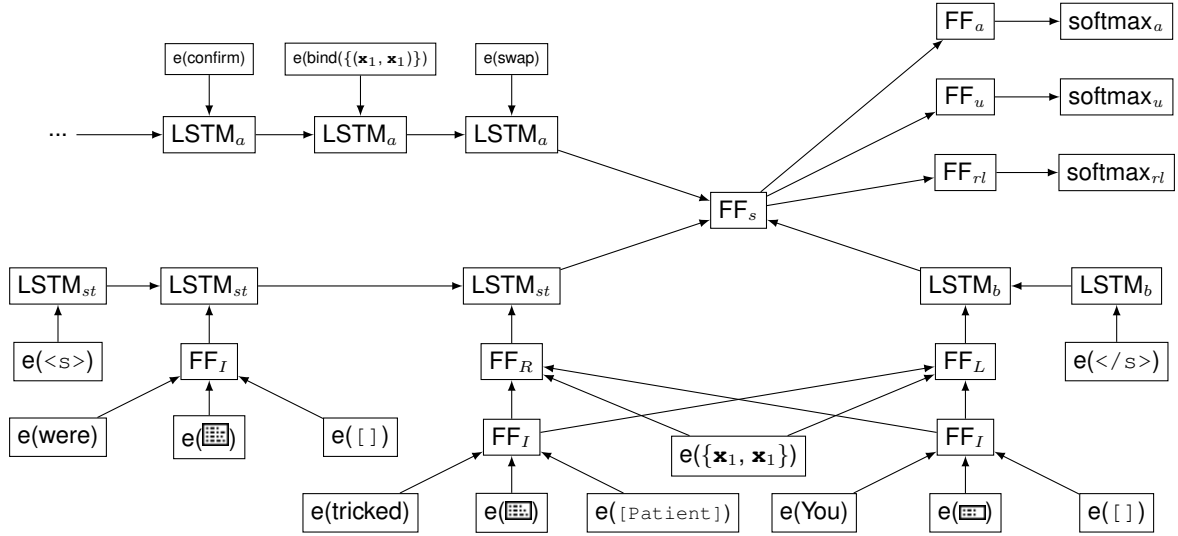 FF_a softmax_a
e(confirm) e(bind({(x_1, x_1)}) e(swap)
FF_u softmax_u
... LSTM_a LSTM_a LSTM_a
FF_rl softmax_rl
FF_s
LSTM_st LSTM_st LSTM_st LSTM_b LSTM_b
e(<s>) FF_I FF_R FF_L e(</s>)
e(were) e( ) e([]) FF_I e({x_1, x_1}) FF_I
e(tricked) e( ) e([Patient]) e(You) e( ) e([])